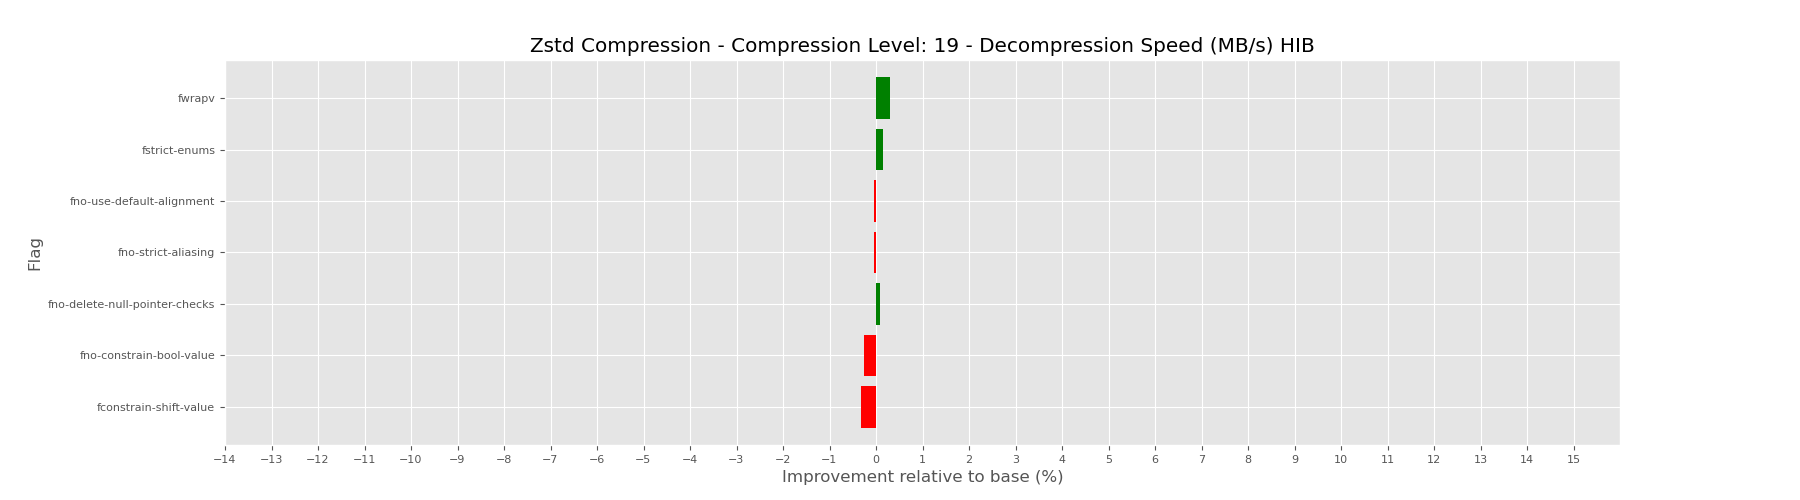 Zstd Compression - Compression Level: 19 - Decompression Speed (MB/s) HIB
fwrapv
fstrict-enums
fno-use-default-alignment
fno-strict-aliasing
fno-delete-null-pointer-checks
fno-constrain-bool-value
fconstrain-shift-value
Flag
−14 −13 −12 −11 −10 −9 −8 −7 −6 −5 −4 −3 −2 −1 0 1 2 3 4 5 6 7 8 9 10 11 12 13 14 15
Improvement relative to base (%)